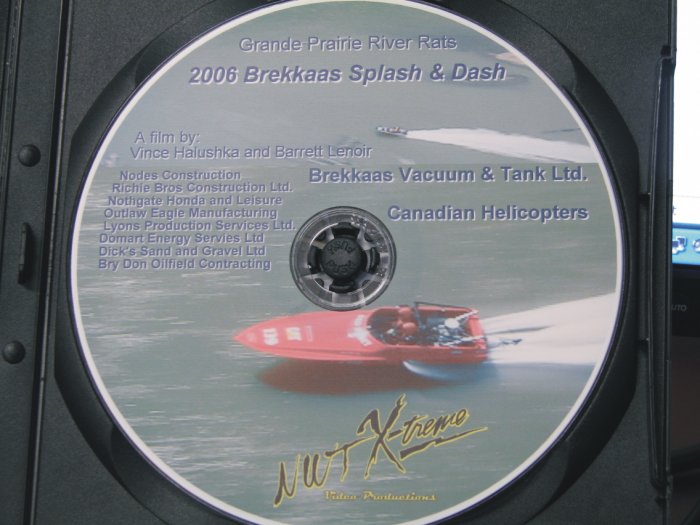 Grande Prairie River Rats
2006 Brekkaas Splash & Dash
A film by:
Vince Halushka and Barrett Lenoir
Nodes Construction
Richie Bros Construction Ltd.
Nothgate Honda and Leisure
Outlaw Eagle Manufacturing
Lyons Production Services Ltd.
Domart Energy Servies Ltd
Dick's Sand and Gravel Ltd
Bry Don Oilfield Contracting
Brekkaas Vacuum & Tank Ltd.
Canadian Helicopters
NWT X-treme
Video Productions
AUTO